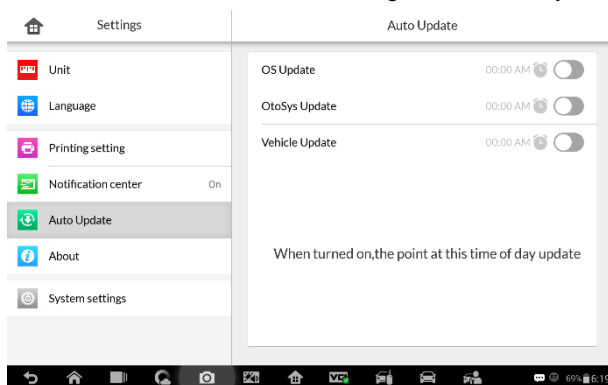 Settings
Unit
Language
Printing setting
Notification center On
Auto Update
About
System settings
Auto Update
OS Update 00:00 AM
OtoSys Update 00:00 AM
Vehicle Update 00:00 AM
When turned on,the point at this time of day update
69% 6:19